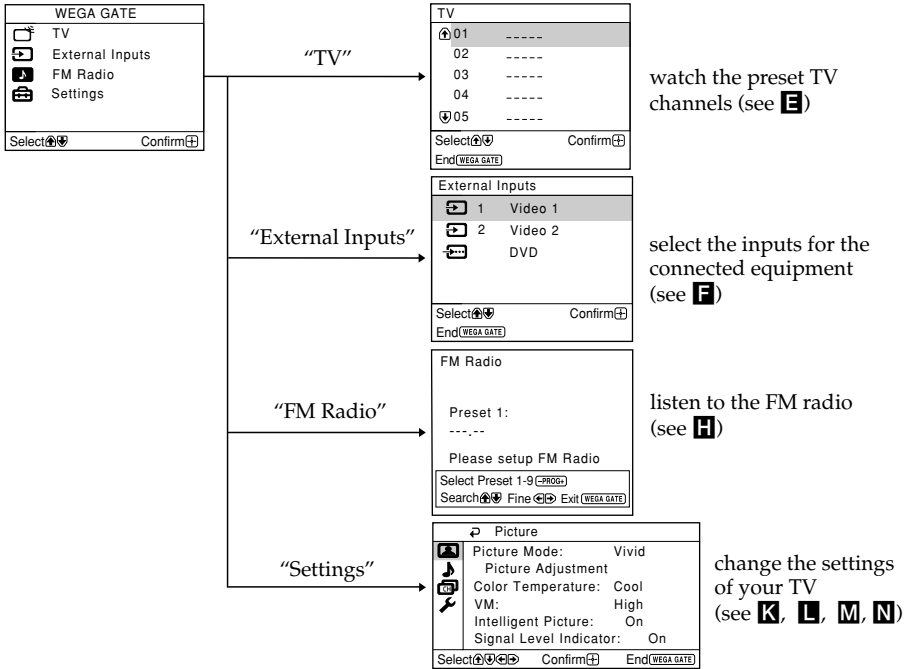 WEGA GATE
TV
External Inputs
FM Radio
Settings
Select Confirm
"TV"
TV
01 -----
02 -----
03 -----
04 -----
05 -----
Select Confirm
End WEGA GATE
watch the preset TV
channels (see E)
"External Inputs"
External Inputs
1 Video 1
2 Video 2
DVD
Select Confirm
End WEGA GATE
select the inputs for the
connected equipment
(see F)
"FM Radio"
FM Radio
Preset 1:
---.--
Please setup FM Radio
Select Preset 1-9 -PROG+
Search Fine Exit WEGA GATE
listen to the FM radio
(see H)
"Settings"
Picture
Picture Mode: Vivid
Picture Adjustment
Color Temperature: Cool
VM: High
Intelligent Picture: On
Signal Level Indicator: On
Select Confirm End WEGA GATE
change the settings
of your TV
(see K, L, M, N)